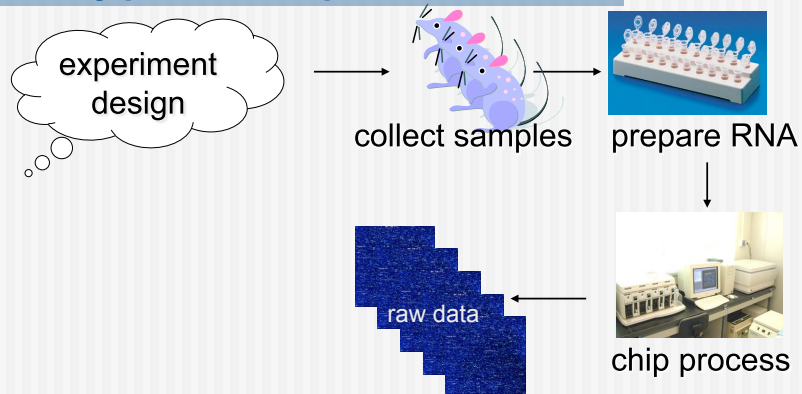 experiment
design
collect samples
prepare RNA
chip process
raw data